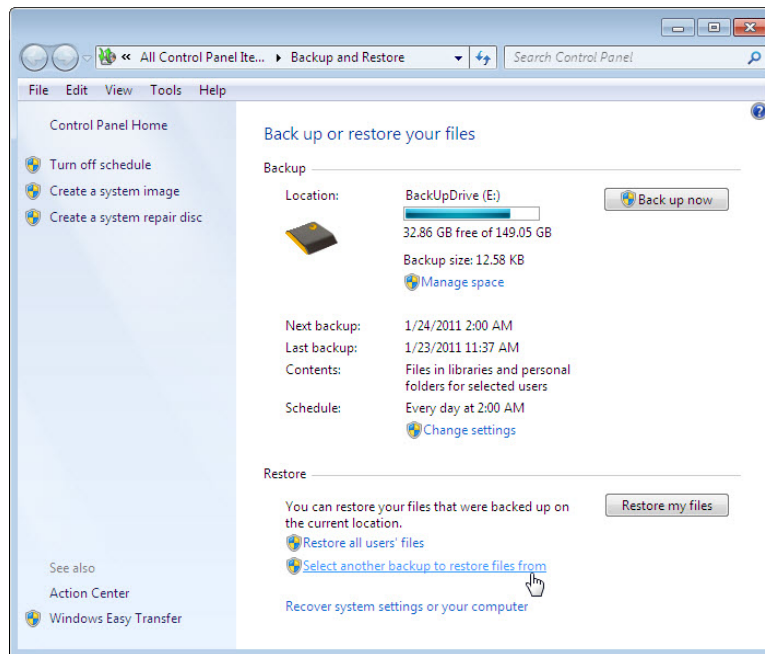 « All Control Panel Ite... ▸ Backup and Restore
Search Control Panel
File Edit View Tools Help
Control Panel Home
Turn off schedule
Create a system image
Create a system repair disc
See also
Action Center
Windows Easy Transfer
Back up or restore your files
Backup
Location:
BackUpDrive (E:)
Back up now
32.86 GB free of 149.05 GB
Backup size: 12.58 KB
Manage space
Next backup: 1/24/2011 2:00 AM
Last backup: 1/23/2011 11:37 AM
Contents: Files in libraries and personal
folders for selected users
Schedule: Every day at 2:00 AM
Change settings
Restore
You can restore your files that were backed up on
the current location.
Restore my files
Restore all users' files
Select another backup to restore files from
Recover system settings or your computer